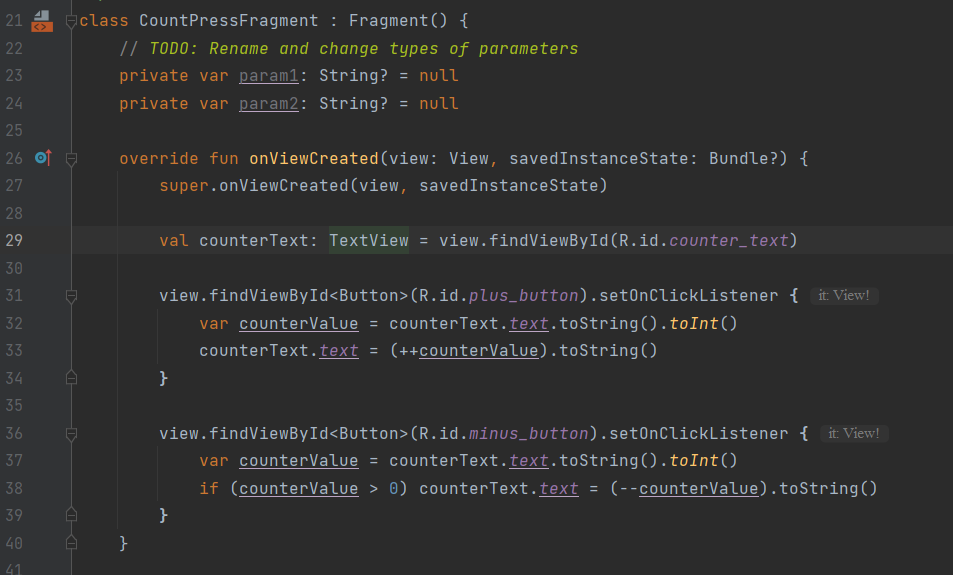 21 class CountPressFragment : Fragment() {
22 // TODO: Rename and change types of parameters
23 private var param1: String? = null
24 private var param2: String? = null
25
26 override fun onViewCreated(view: View, savedInstanceState: Bundle?) {
27 super.onViewCreated(view, savedInstanceState)
28
29 val counterText: TextView = view.findViewById(R.id.counter_text)
30
31 view.findViewById<Button>(R.id.plus_button).setOnClickListener { it: View!
32 var counterValue = counterText.text.toString().toInt()
33 counterText.text = (++counterValue).toString()
34 }
35
36 view.findViewById<Button>(R.id.minus_button).setOnClickListener { it: View!
37 var counterValue = counterText.text.toString().toInt()
38 if (counterValue > 0) counterText.text = (--counterValue).toString()
39 }
40 }
41